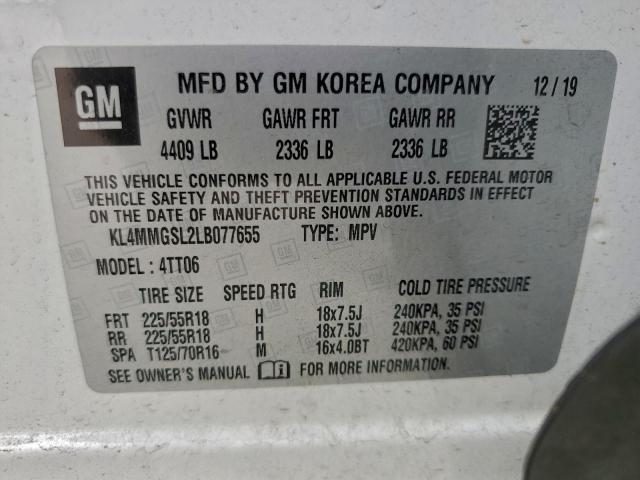 GM
MFD BY GM KOREA COMPANY 12/19
GVWR GAWR FRT GAWR RR
4409 LB 2336 LB 2336 LB
THIS VEHICLE CONFORMS TO ALL APPLICABLE U.S. FEDERAL MOTOR
VEHICLE SAFETY AND THEFT PREVENTION STANDARDS IN EFFECT
ON THE DATE OF MANUFACTURE SHOWN ABOVE.
KL4MMGSL2LB077655 TYPE: MPV
MODEL: 4TT06
TIRE SIZE SPEED RTG RIM COLD TIRE PRESSURE
FRT 225/55R18 H 18x7.5J 240KPA, 35 PSI
RR 225/55R18 H 18x7.5J 240KPA, 35 PSI
SPA T125/70R16 M 16x4.0BT 420KPA, 60 PSI
SEE OWNER'S MANUAL FOR MORE INFORMATION.